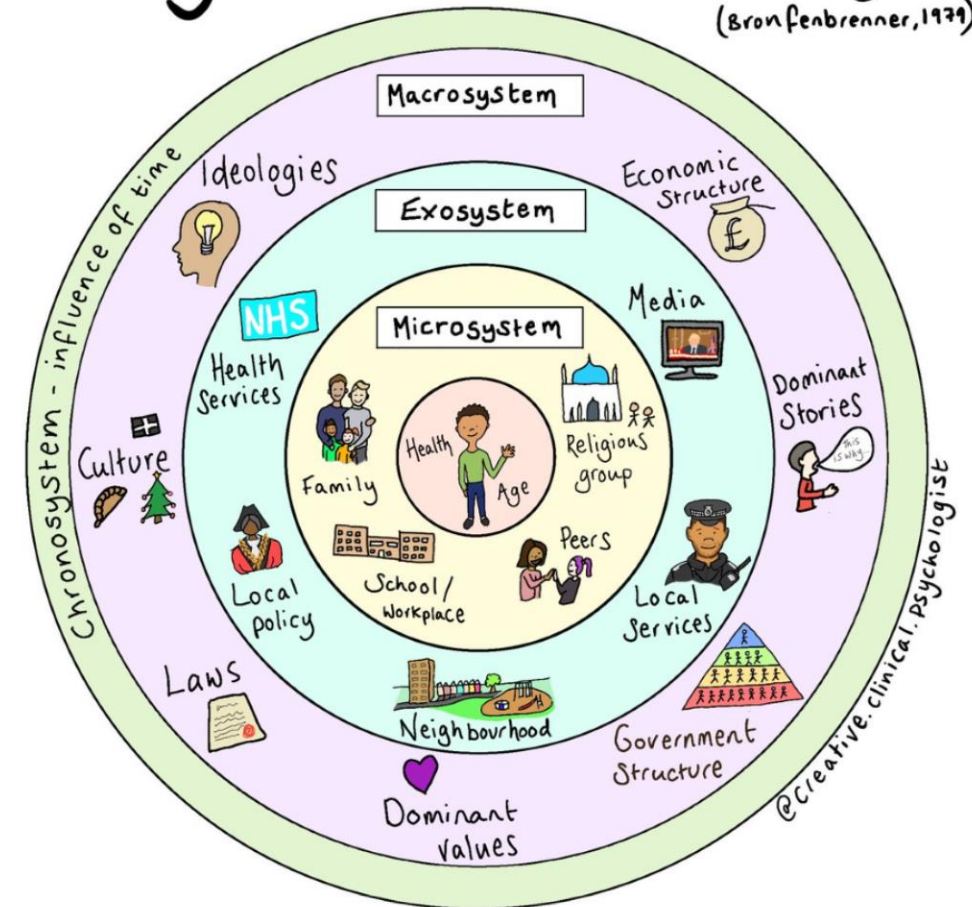 (Bronfenbrenner, 1979)
Macrosystem
Ideologies
Economic
Structure
£
Exosystem
NHS
Health
Services
Media
Microsystem
Family
Health
Age
Religious
group
School/
Workplace
Peers
Dominant
Stories
This
is why...
Culture
Local
policy
Local
Services
Neighbourhood
Laws
Government
Structure
Dominant
values
Chronosystem - influence of time
@creative.clinical.psychologist